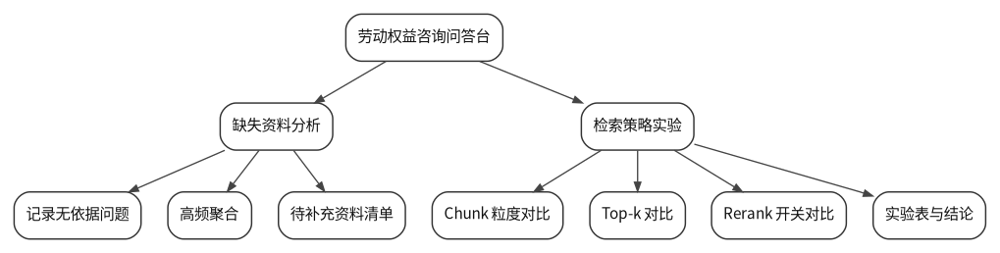 劳动权益咨询问答台
缺失资料分析
检索策略实验
记录无依据问题
高频聚合
待补充资料清单
Chunk 粒度对比
Top-k 对比
Rerank 开关对比
实验表与结论